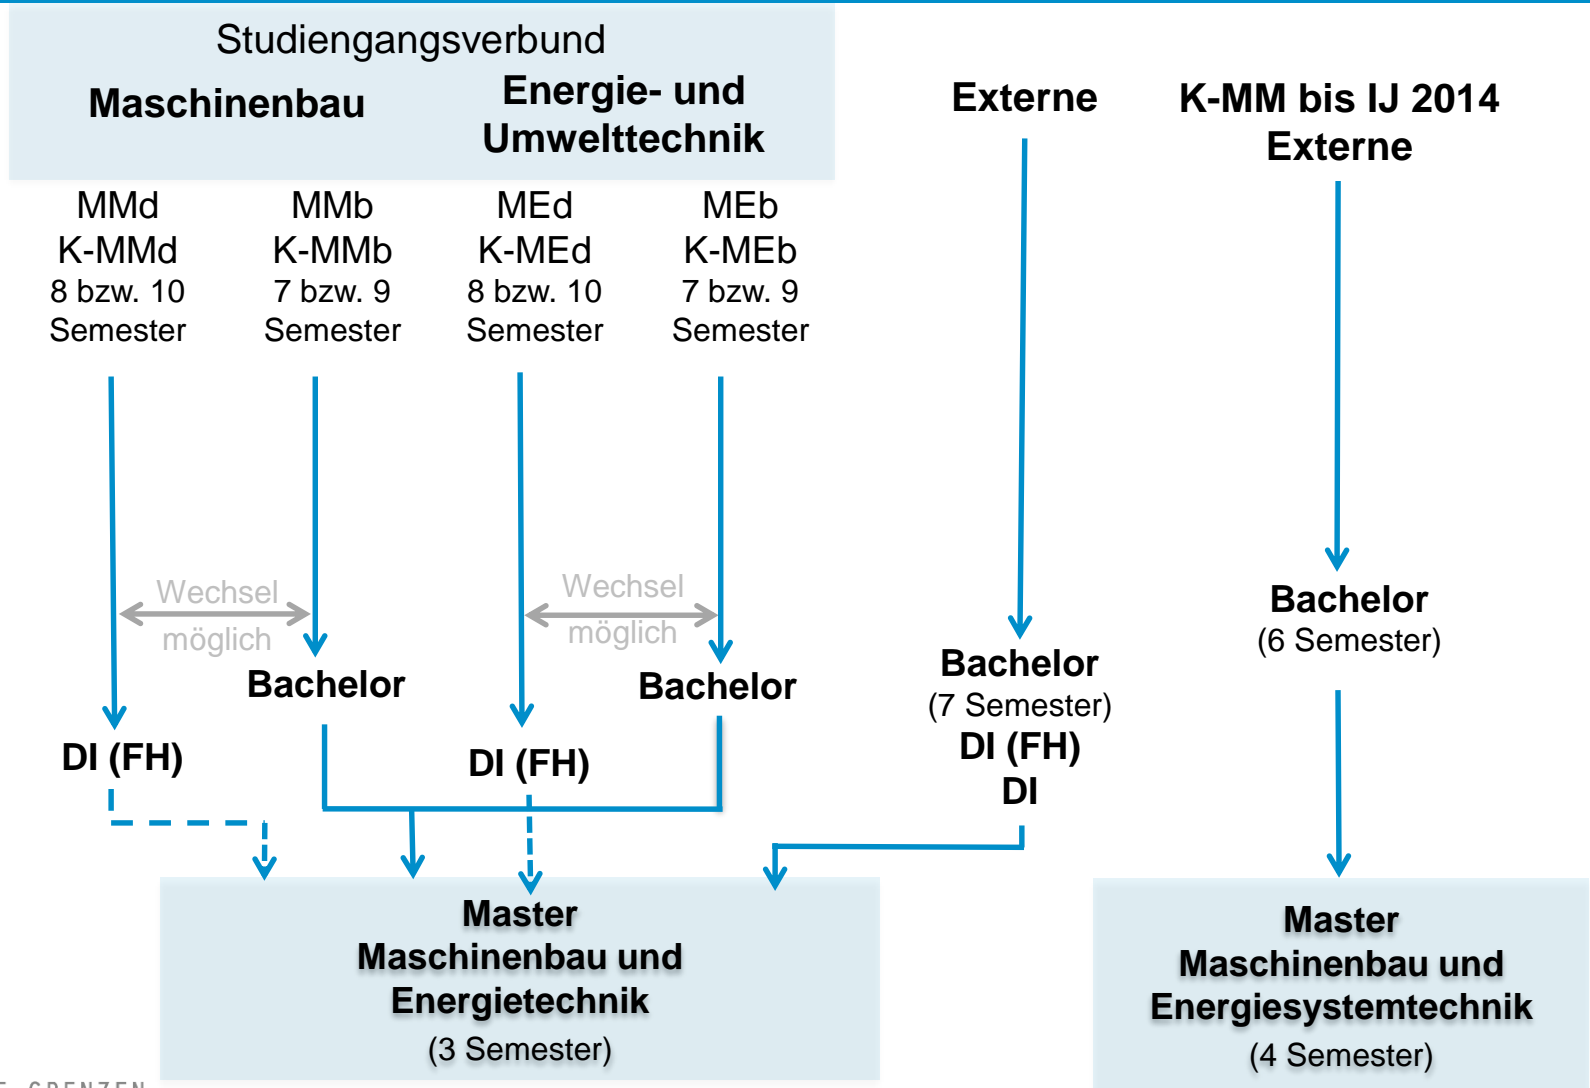 Studiengangsverbund
Maschinenbau
Energie- und
Umwelttechnik
Externe
K-MM bis IJ 2014
Externe
MMd
K-MMd
8 bzw. 10
Semester
MMb
K-MMb
7 bzw. 9
Semester
MEd
K-MEd
8 bzw. 10
Semester
MEb
K-MEb
7 bzw. 9
Semester
Wechsel
möglich
Wechsel
möglich
DI (FH)
Bachelor
DI (FH)
Bachelor
Bachelor
(7 Semester)
DI (FH)
DI
Bachelor
(6 Semester)
Master
Maschinenbau und
Energietechnik
(3 Semester)
Master
Maschinenbau und
Energiesystemtechnik
(4 Semester)
GRENZEN